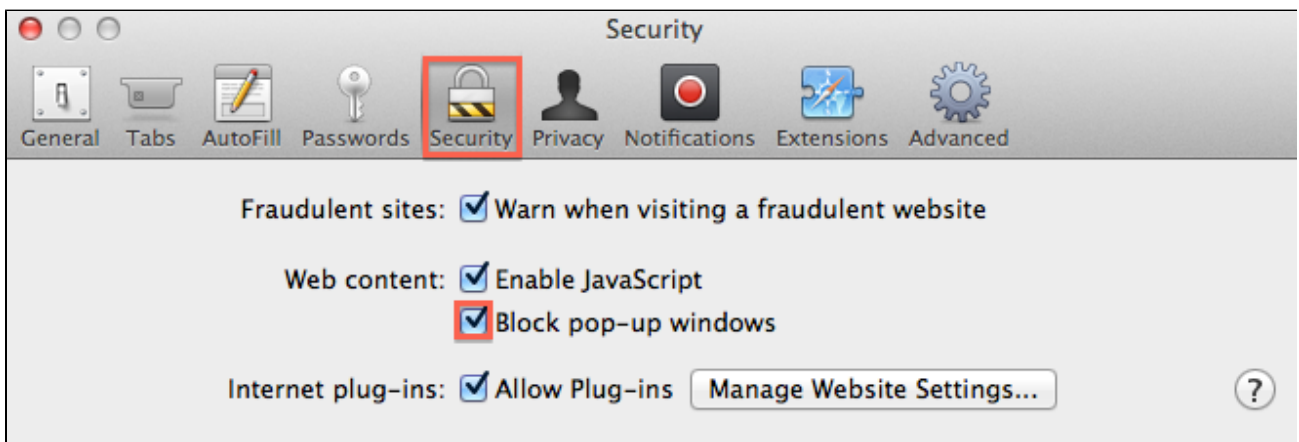 Security
General Tabs AutoFill Passwords Security Privacy Notifications Extensions Advanced
Fraudulent sites: Warn when visiting a fraudulent website
Web content: Enable JavaScript
Block pop-up windows
Internet plug-ins: Allow Plug-ins Manage Website Settings... ?